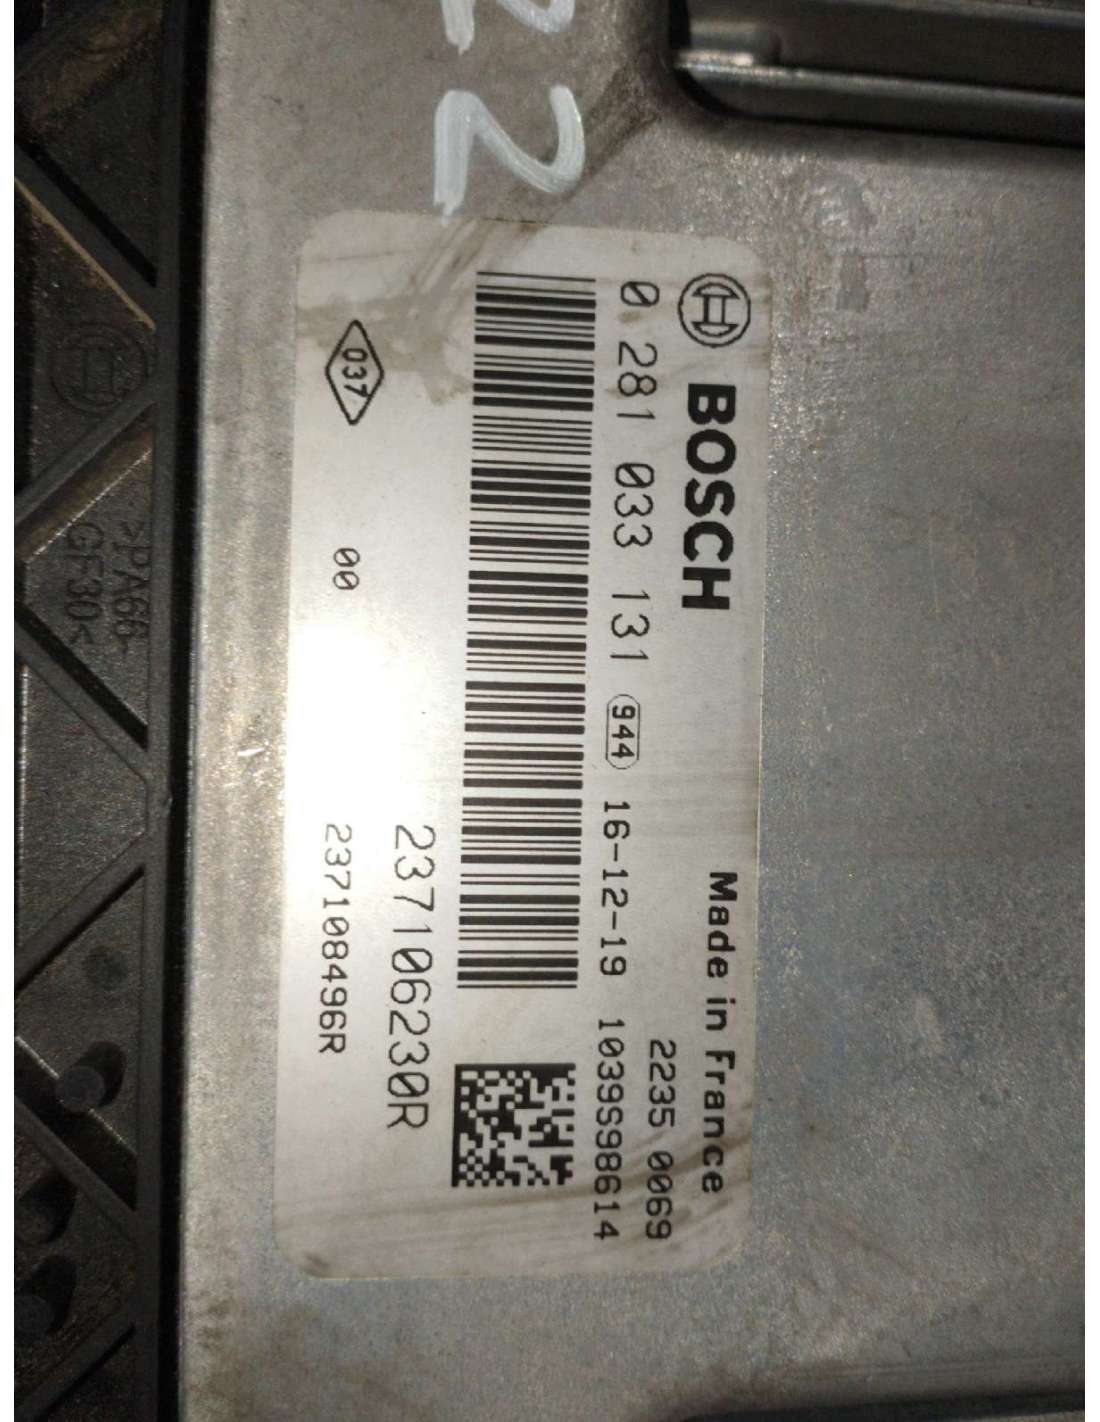 22
BOSCH
Made in France
2235 0069
0 281 033 131 944 16-12-19 1039S98614
237106230R
037 00 237108496R
>PA66-
GF30<